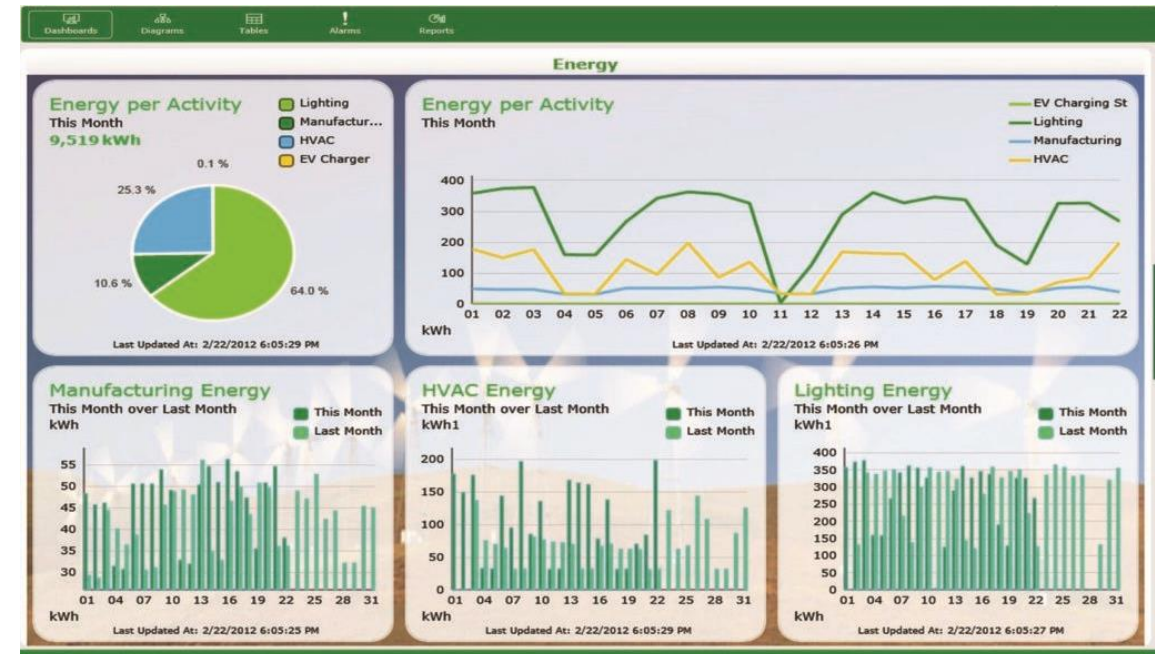 Dashboards Diagrams Tables Alarms Reports
Energy
Energy per Activity
This Month
9,519 kWh
Lighting
Manufactur...
HVAC
EV Charger
0.1 %
25.3 %
10.6 %
64.0 %
Last Updated At: 2/22/2012 6:05:29 PM
Energy per Activity
This Month
EV Charging St
Lighting
Manufacturing
HVAC
400
300
200
100
0
01 02 03 04 05 06 07 08 09 10 11 12 13 14 15 16 17 18 19 20 21 22
kWh
Last Updated At: 2/22/2012 6:05:26 PM
Manufacturing Energy
This Month over Last Month
kWh
This Month
Last Month
55
50
45
40
35
30
01 04 07 10 13 16 19 22 25 28 31
kWh
Last Updated At: 2/22/2012 6:05:25 PM
HVAC Energy
This Month over Last Month
kWh1
This Month
Last Month
200
150
100
50
0
01 04 07 10 13 16 19 22 25 28 31
kWh
Last Updated At: 2/22/2012 6:05:29 PM
Lighting Energy
This Month over Last Month
kWh1
This Month
Last Month
400
350
300
250
200
150
100
50
0
01 04 07 10 13 16 19 22 25 28 31
kWh
Last Updated At: 2/22/2012 6:05:27 PM